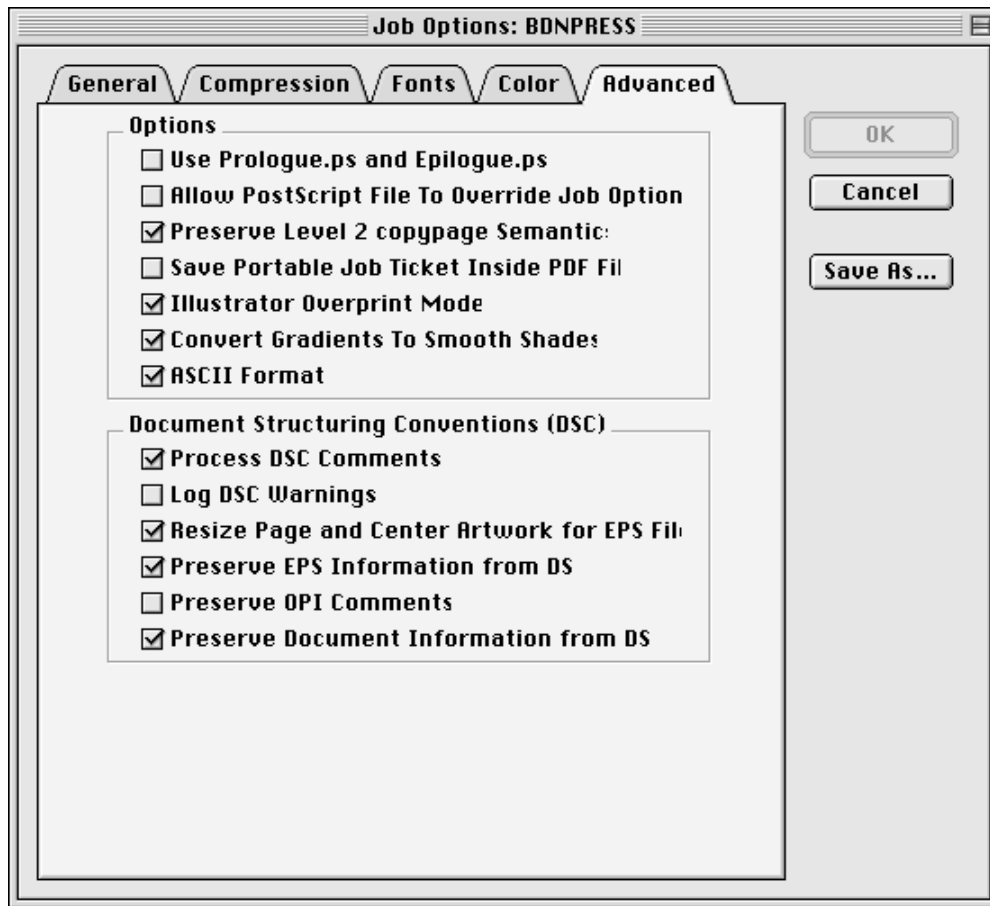 Job Options: BDNPRESS
General Compression Fonts Color Advanced
Options
Use Prologue.ps and Epilogue.ps
Allow PostScript File To Override Job Option
Preserve Level 2 copypage Semantic
Save Portable Job Ticket Inside PDF Fil
Illustrator Overprint Mode
Convert Gradients To Smooth Shades
ASCII Format
Document Structuring Conventions (DSC)
Process DSC Comments
Log DSC Warnings
Resize Page and Center Artwork for EPS Fil
Preserve EPS Information from DS
Preserve OPI Comments
Preserve Document Information from DS
OK
Cancel
Save As...